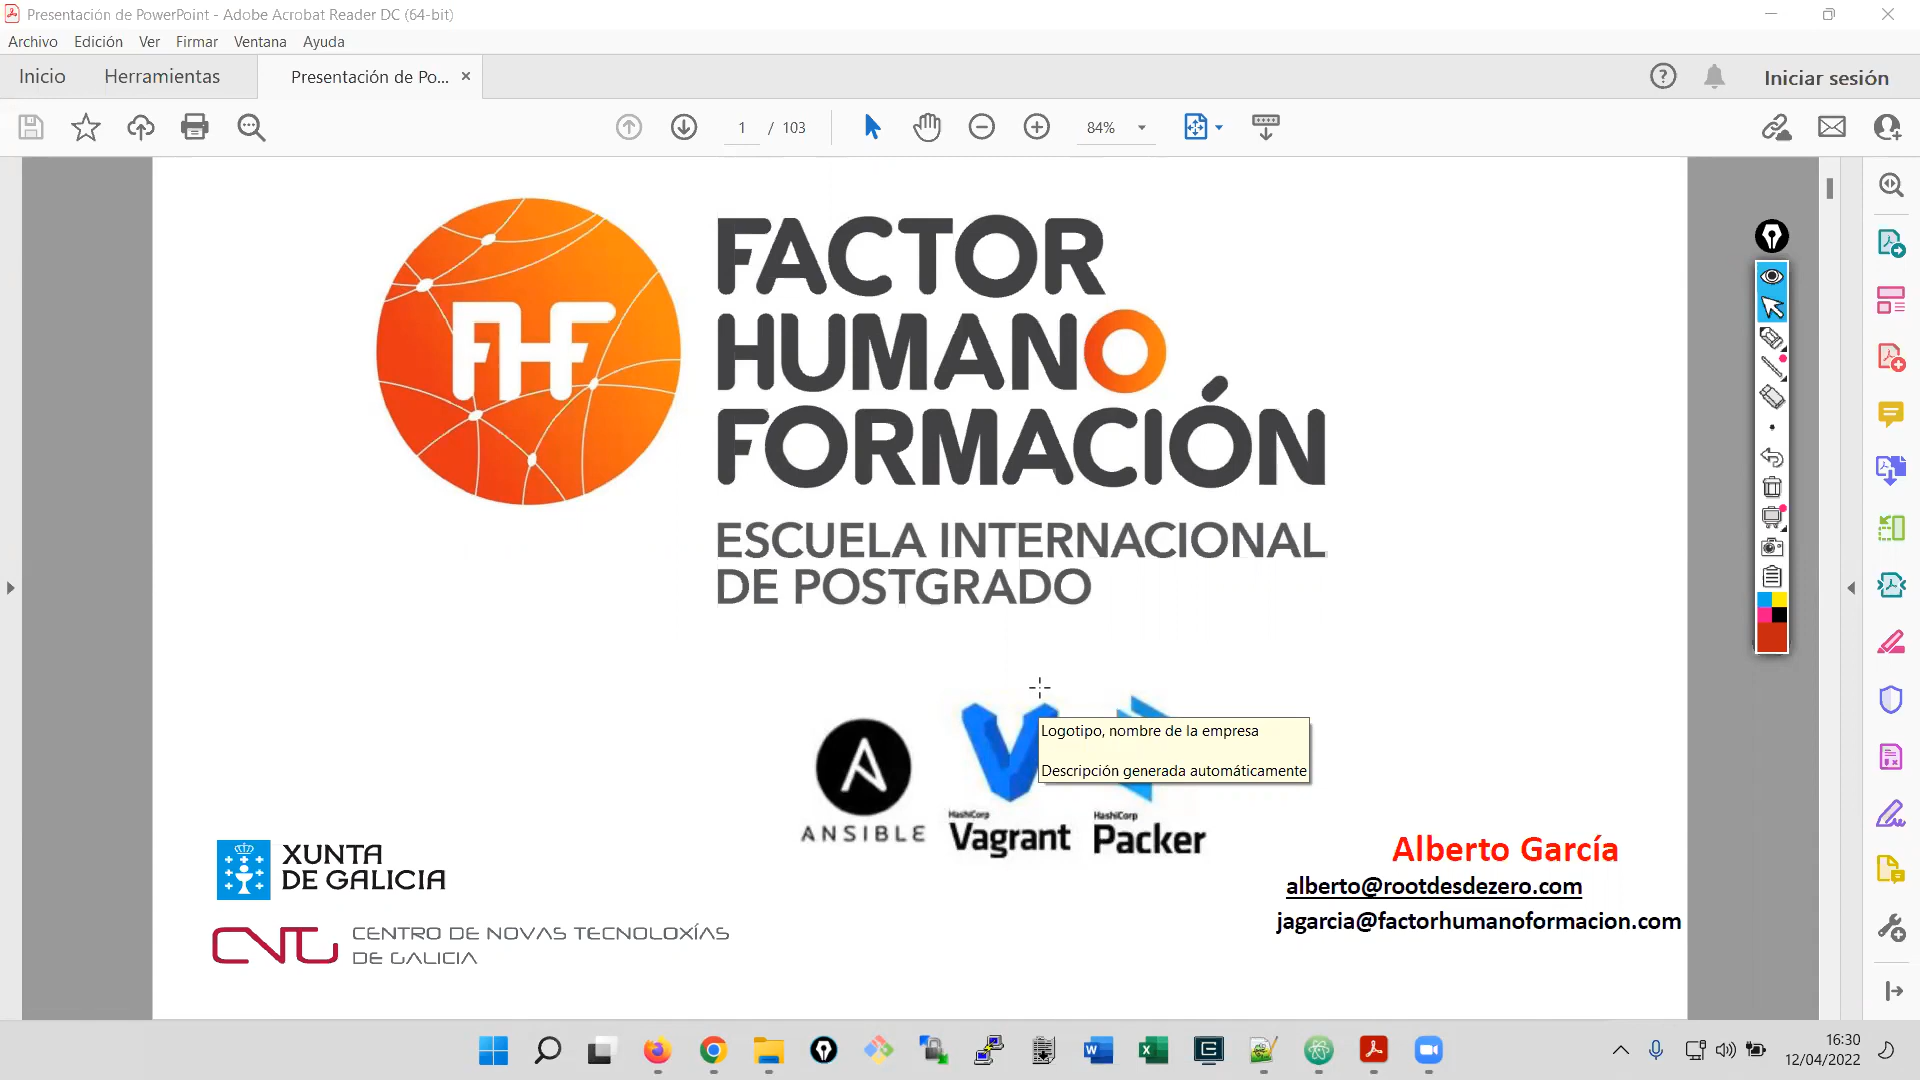 Presentación de PowerPoint - Adobe Acrobat Reader DC (64-bit)
Archivo Edición Ver Firmar Ventana Ayuda
Inicio Herramientas Presentación de Po... × Iniciar sesión
1 / 103 84%
FHF
FACTOR
HUMANO
FORMACIÓN
ESCUELA INTERNACIONAL
DE POSTGRADO
Logotipo, nombre de la empresa
Descripción generada automáticamente
ANSIBLE
HashiCorp
Vagrant
HashiCorp
Packer
XUNTA
DE GALICIA
CNTG
CENTRO DE NOVAS TECNOLOXÍAS
DE GALICIA
Alberto García
alberto@rootdesdezero.com
jagarcia@factorhumanoformacion.com
16:30
12/04/2022